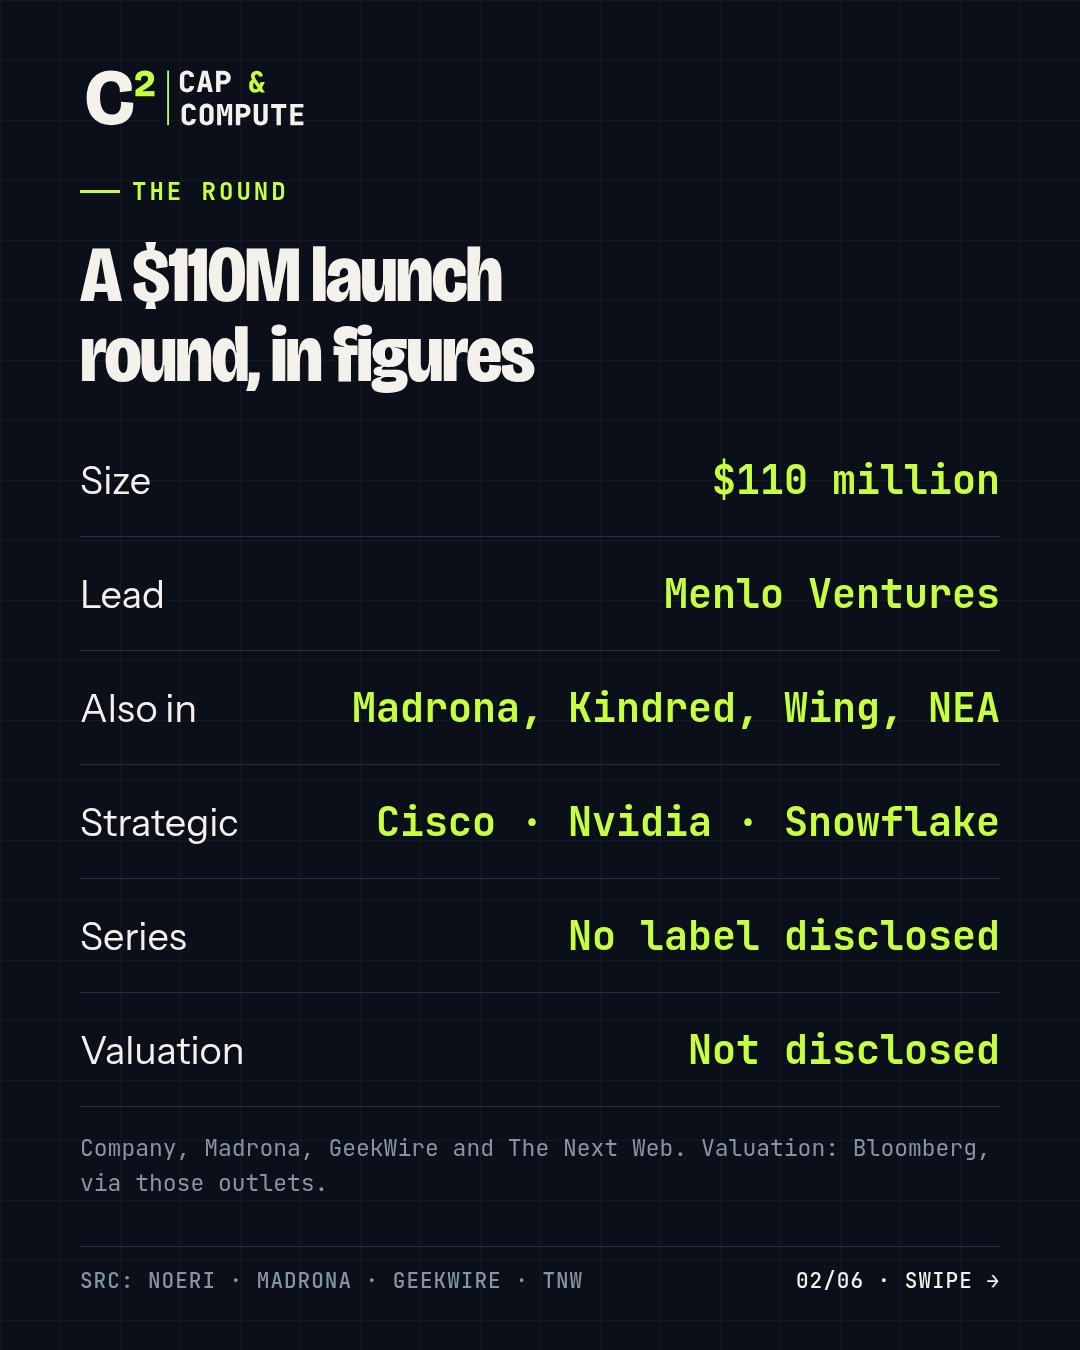 C² CAP &
COMPUTE
THE ROUND
A $110M launch
round, in figures
Size $110 million
Lead Menlo Ventures
Also in Madrona, Kindred, Wing, NEA
Strategic Cisco · Nvidia · Snowflake
Series No label disclosed
Valuation Not disclosed
Company, Madrona, GeekWire and The Next Web. Valuation: Bloomberg,
via those outlets.
SRC: NOERI · MADRONA · GEEKWIRE · TNW 02/06 · SWIPE →